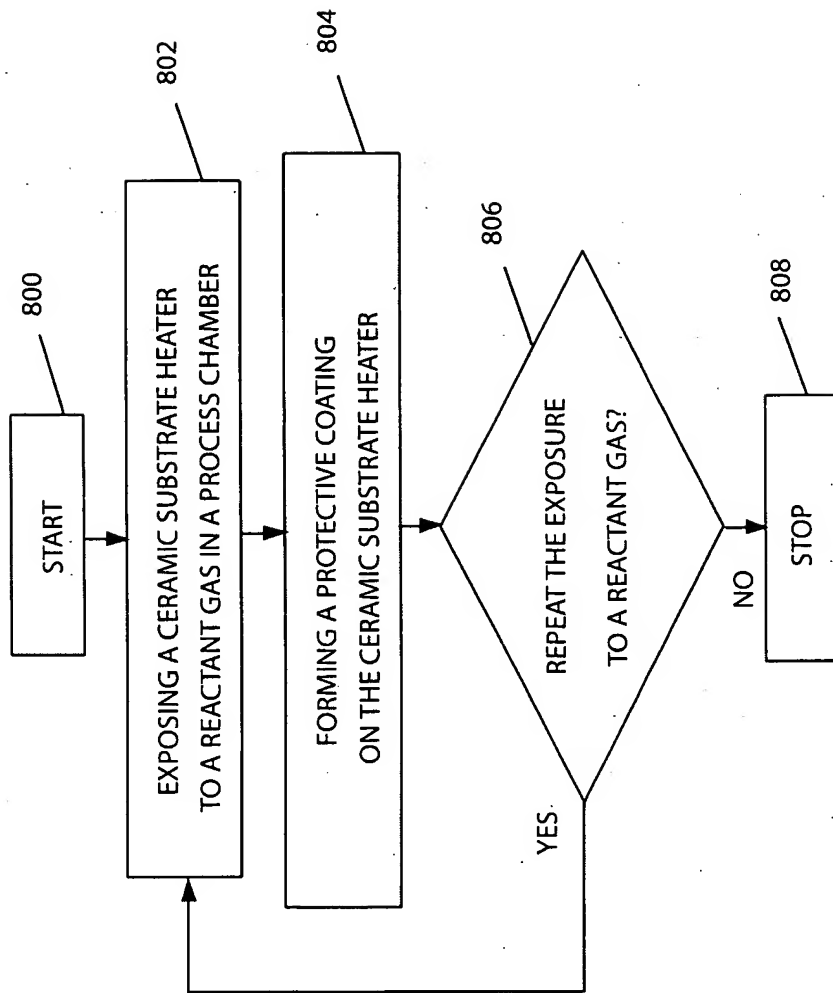 800
START
802
EXPOSING A CERAMIC SUBSTRATE HEATER
TO A REACTANT GAS IN A PROCESS CHAMBER
804
FORMING A PROTECTIVE COATING
ON THE CERAMIC SUBSTRATE HEATER
806
REPEAT THE EXPOSURE
TO A REACTANT GAS?
YES
NO
808
STOP